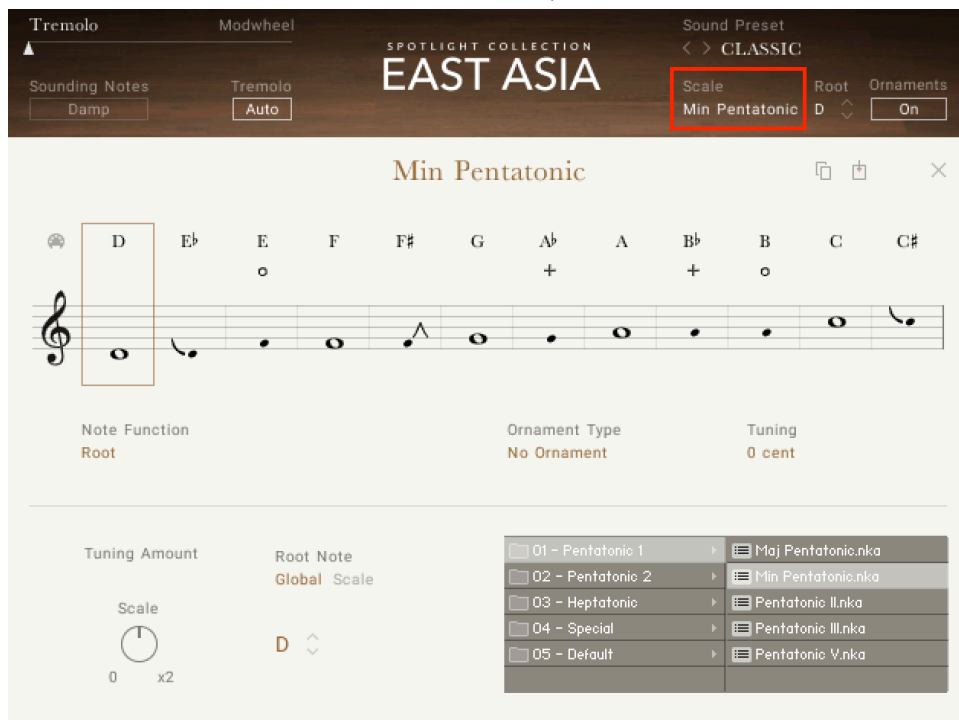 Tremolo Modwheel
SPOTLIGHT COLLECTION
EAST ASIA
Sound Preset
< > CLASSIC
Sounding Notes Tremolo
Damp Auto
Scale Root Ornaments
Min Pentatonic D On
Min Pentatonic
D E♭ E F F♯ G A♭ A B♭ B C C♯
Note Function Ornament Type Tuning
Root No Ornament 0 cent
Tuning Amount
Scale
0 x2
Root Note
Global Scale
D
01 - Pentatonic 1
02 - Pentatonic 2
03 - Heptatonic
04 - Special
05 - Default
Maj Pentatonic.nka
Min Pentatonic.nka
Pentatonic II.nka
Pentatonic III.nka
Pentatonic V.nka